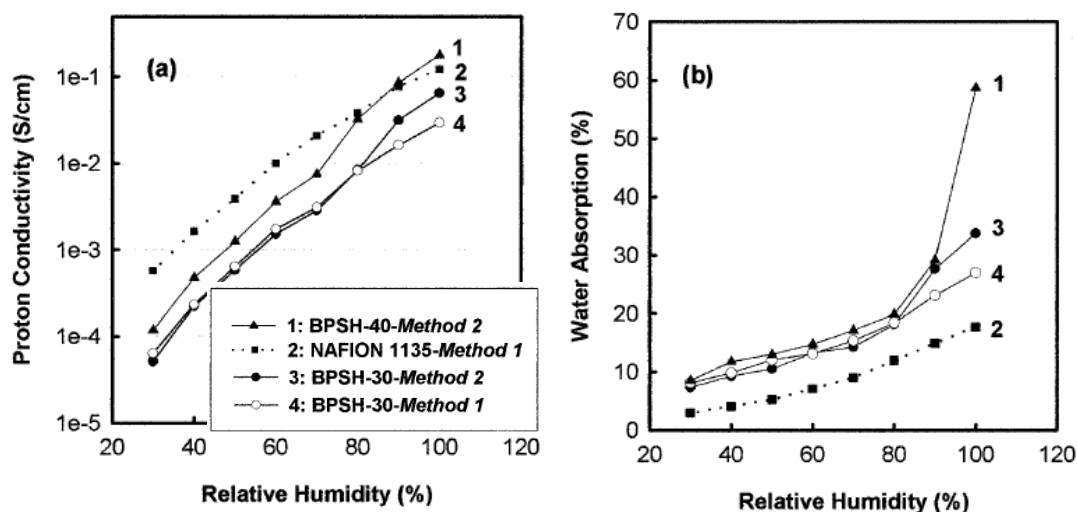 (a)
Proton Conductivity (S/cm)
1e-1
1e-2
1e-3
1e-4
1e-5
1
2
3
4
1: BPSH-40-Method 2
2: NAFION 1135-Method 1
3: BPSH-30-Method 2
4: BPSH-30-Method 1
20 40 60 80 100 120
Relative Humidity (%)
(b)
Water Absorption (%)
70
60
50
40
30
20
10
0
1
3
4
2
20 40 60 80 100 120
Relative Humidity (%)